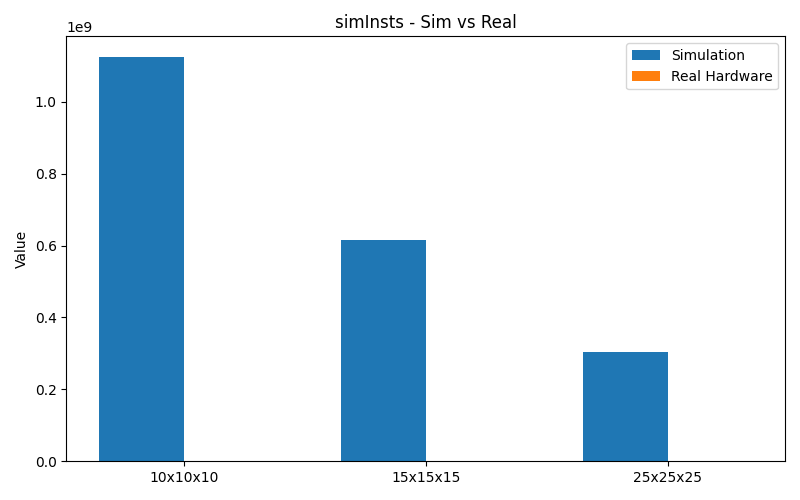 simInsts - Sim vs Real
1e9
Simulation
Real Hardware
Value
1.0
0.8
0.6
0.4
0.2
0.0
10x10x10
15x15x15
25x25x25